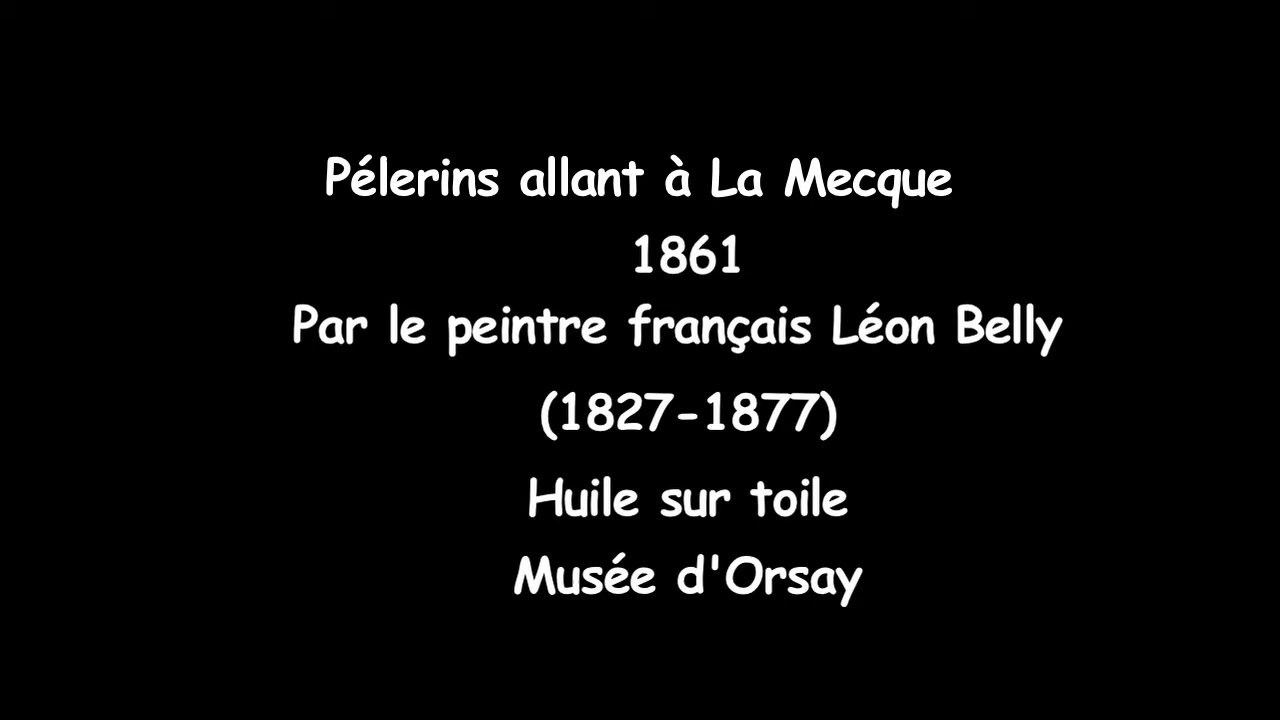 Pélerins allant à La Mecque
1861
Par le peintre français Léon Belly
(1827-1877)
Huile sur toile
Musée d'Orsay